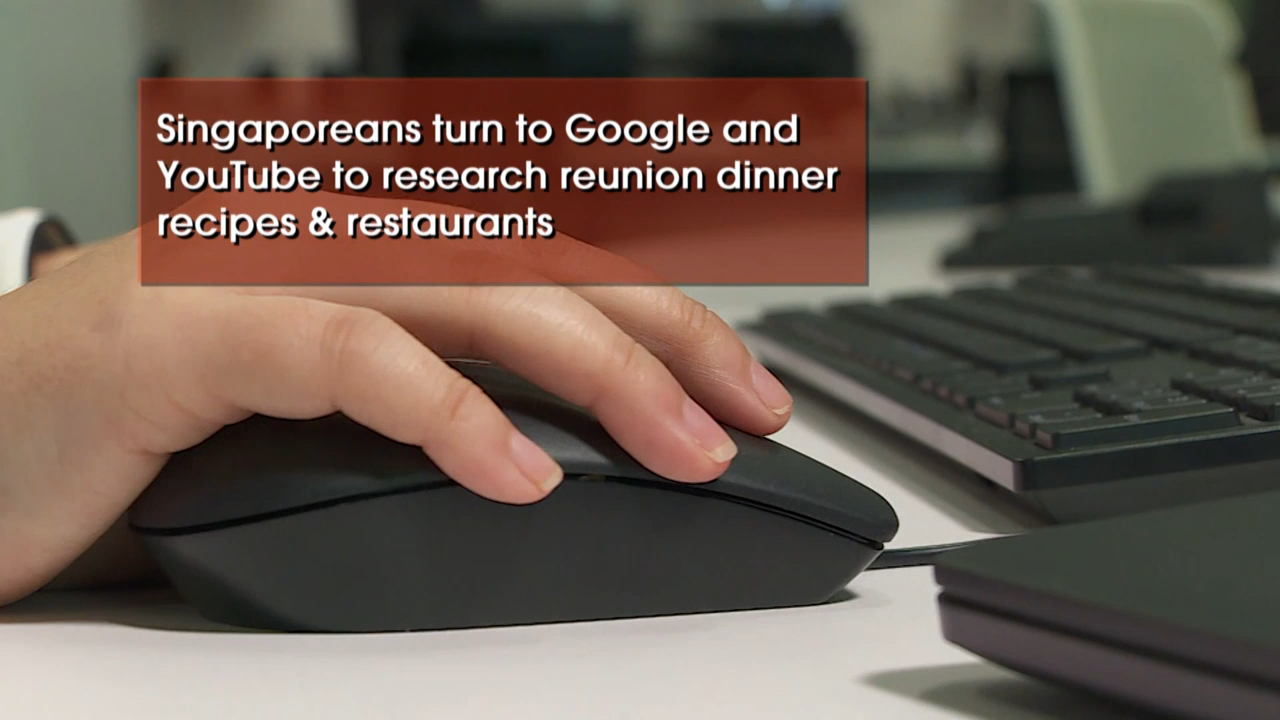 Singaporeans turn to Google and
YouTube to research reunion dinner
recipes & restaurants